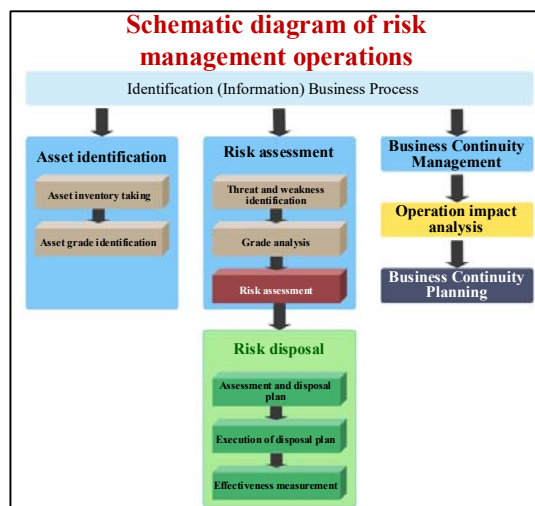 Schematic diagram of risk
management operations
Identification (Information) Business Process
Asset identification
Asset inventory taking
Asset grade identification
Risk assessment
Threat and weakness
identification
Grade analysis
Risk assessment
Risk disposal
Assessment and disposal
plan
Execution of disposal plan
Effectiveness measurement
Business Continuity
Management
Operation impact
analysis
Business Continuity
Planning